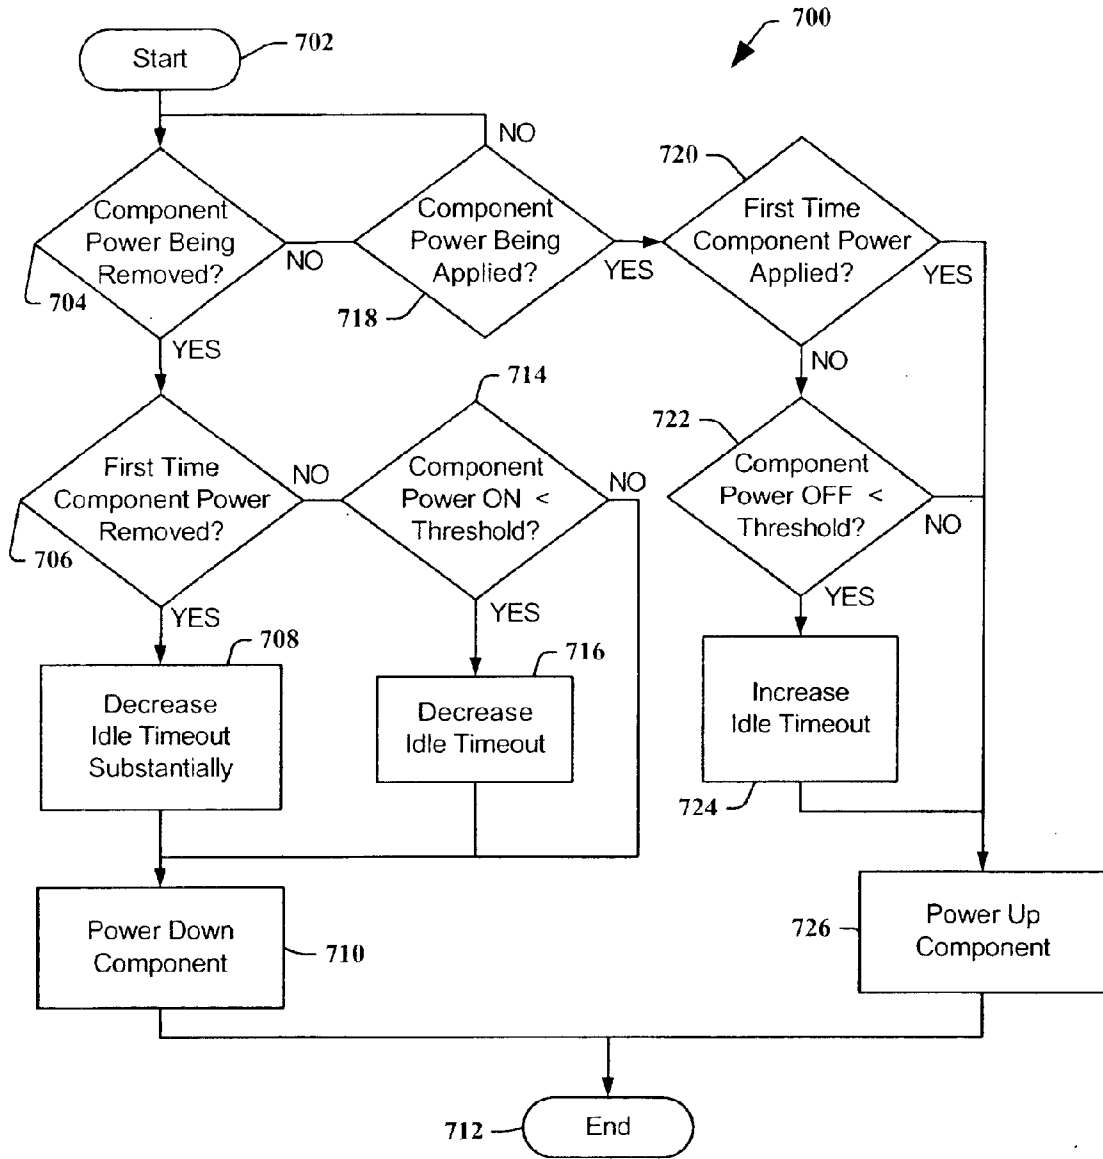 700
Start
702
NO
Component
Power Being
Removed?
704
NO
Component
Power Being
Applied?
718
YES
720
First Time
Component Power
Applied?
YES
YES
NO
First Time
Component Power
Removed?
706
NO
714
Component
Power ON <
Threshold?
NO
722
Component
Power OFF <
Threshold?
NO
YES
YES
YES
708
Decrease
Idle Timeout
Substantially
716
Decrease
Idle Timeout
Increase
Idle Timeout
724
Power Down
Component
710
726
Power Up
Component
712
End